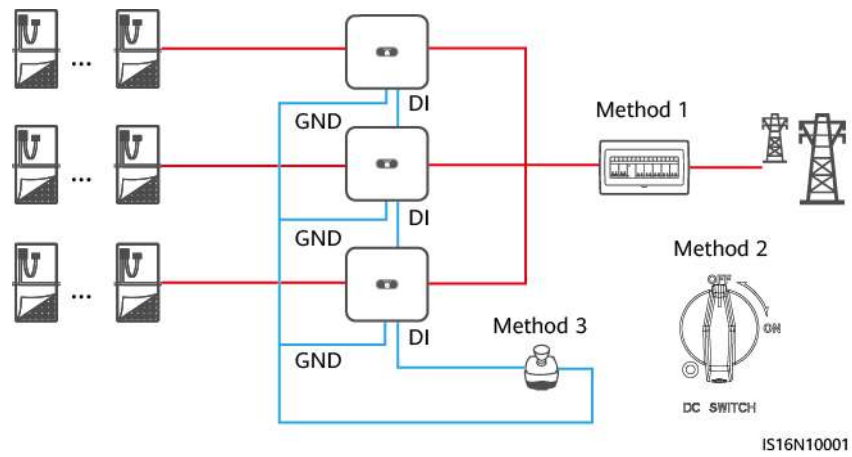 ...
...
...
DI
GND
Method 1
DI
GND
Method 2
OFF
ON
DI
GND
Method 3
DC SWITCH
IS16N10001